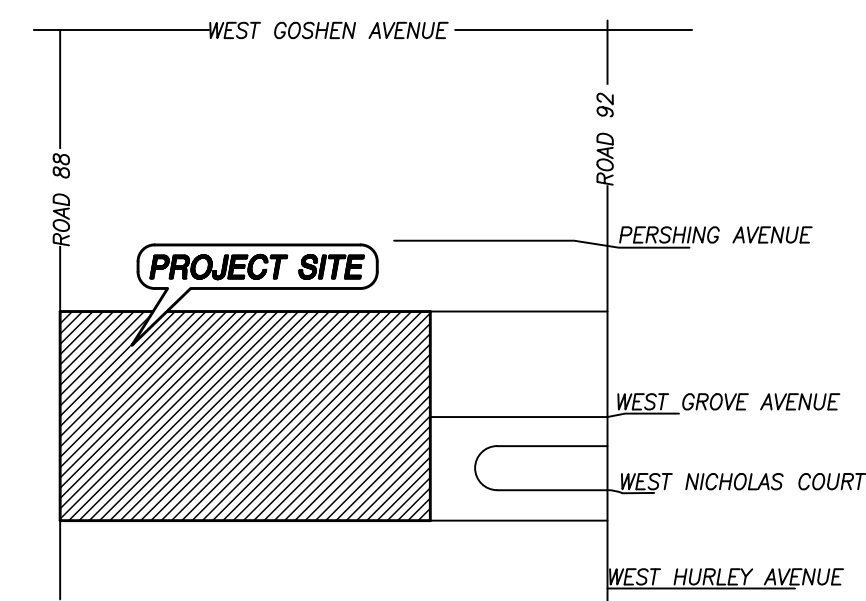 WEST GOSHEN AVENUE
ROAD 88
ROAD 92
PERSHING AVENUE
PROJECT SITE
WEST GROVE AVENUE
WEST NICHOLAS COURT
WEST HURLEY AVENUE